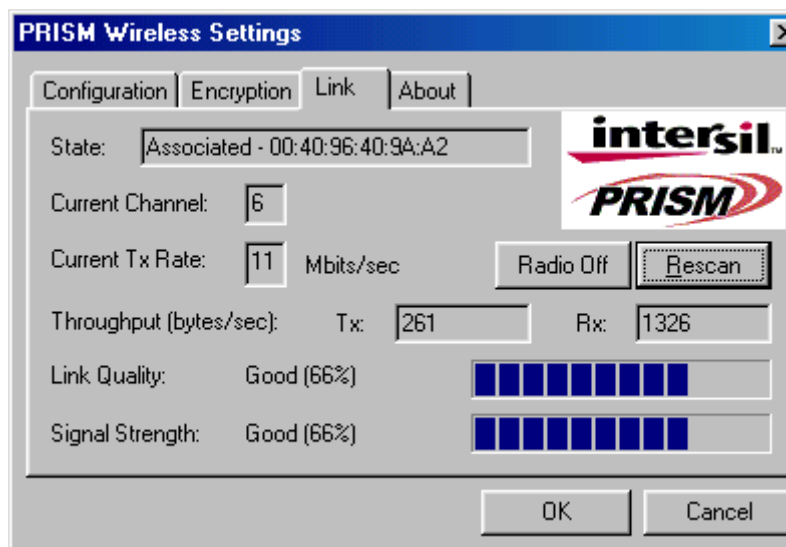 PRISM Wireless Settings
Configuration Encryption Link About
State: Associated - 00:40:96:40:9A:A2
intersil™
PRISM
Current Channel: 6
Current Tx Rate: 11 Mbits/sec Radio Off Rescan
Throughput (bytes/sec): Tx: 261 Rx: 1326
Link Quality: Good (66%)
Signal Strength: Good (66%)
OK Cancel